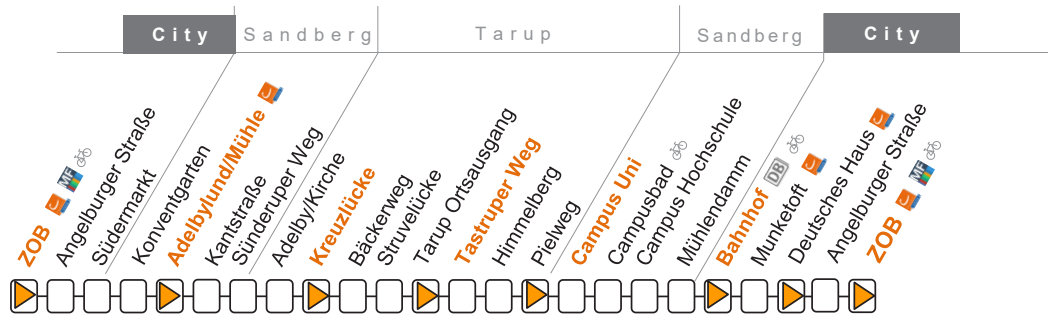 City
Sandberg
Tarup
Sandberg
City
ZOB MF
Angelburger Straße
Südermarkt
Konventgarten
Adelbylund/Mühle
Kantstraße
Sünderuper Weg
Adelby/Kirche
Kreuzlücke
Bäckerweg
Struvelücke
Tarup Ortsausgang
Tastruper Weg
Himmelberg
Pielweg
Campus Uni
Campusbad
Campus Hochschule
Mühlendamm
Bahnhof DB
Munketoft
Deutsches Haus
Angelburger Straße
ZOB MF